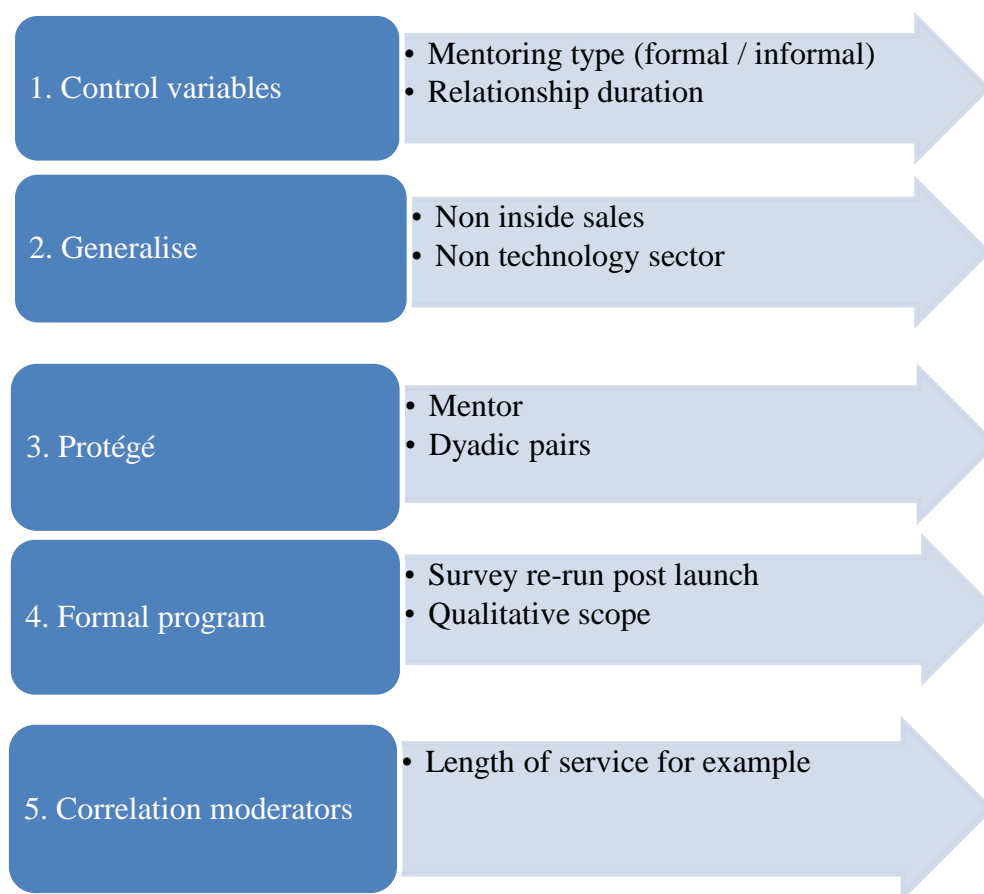 1. Control variables
• Mentoring type (formal / informal)
• Relationship duration
2. Generalise
• Non inside sales
• Non technology sector
3. Protégé
• Mentor
• Dyadic pairs
4. Formal program
• Survey re-run post launch
• Qualitative scope
5. Correlation moderators
• Length of service for example